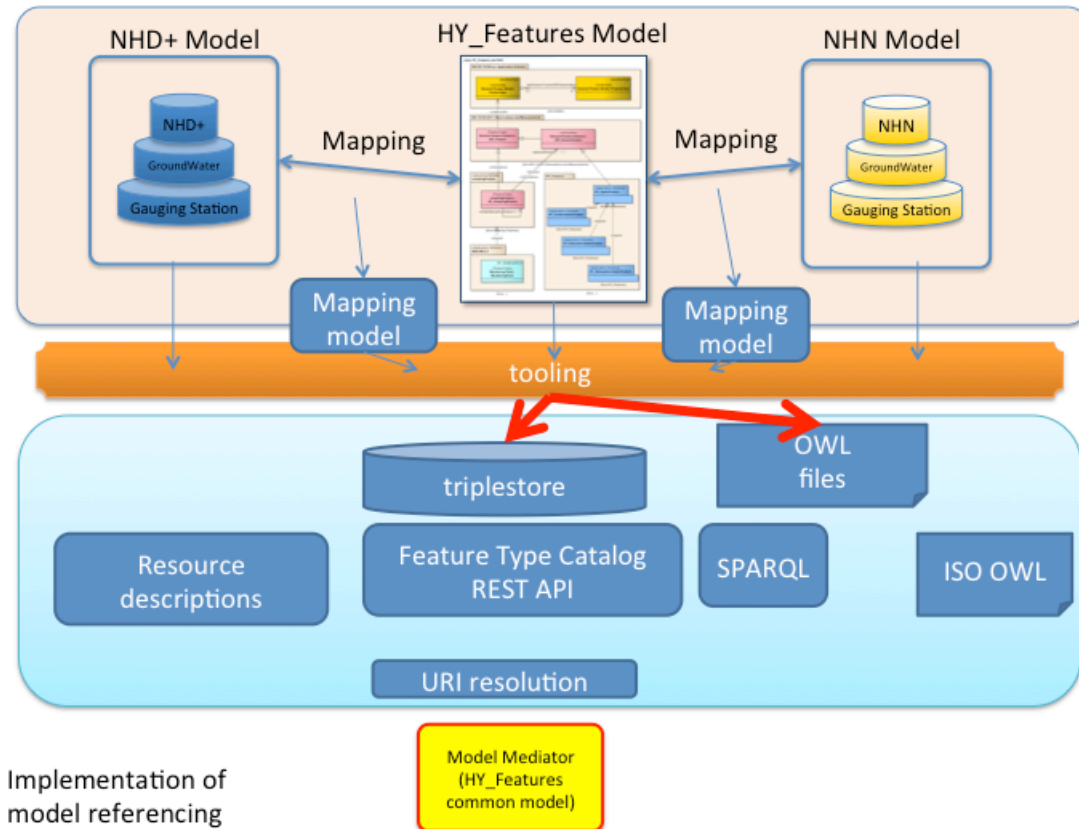 NHD+ Model
HY_Features Model
NHN Model
NHD+
GroundWater
Gauging Station
Mapping
Mapping
NHN
GroundWater
Gauging Station
Mapping
model
Mapping
model
tooling
triplestore
OWL
files
Resource
descriptions
Feature Type Catalog
REST API
SPARQL
ISO OWL
URI resolution
Model Mediator
(HY_Features
common model)
Implementation of
model referencing